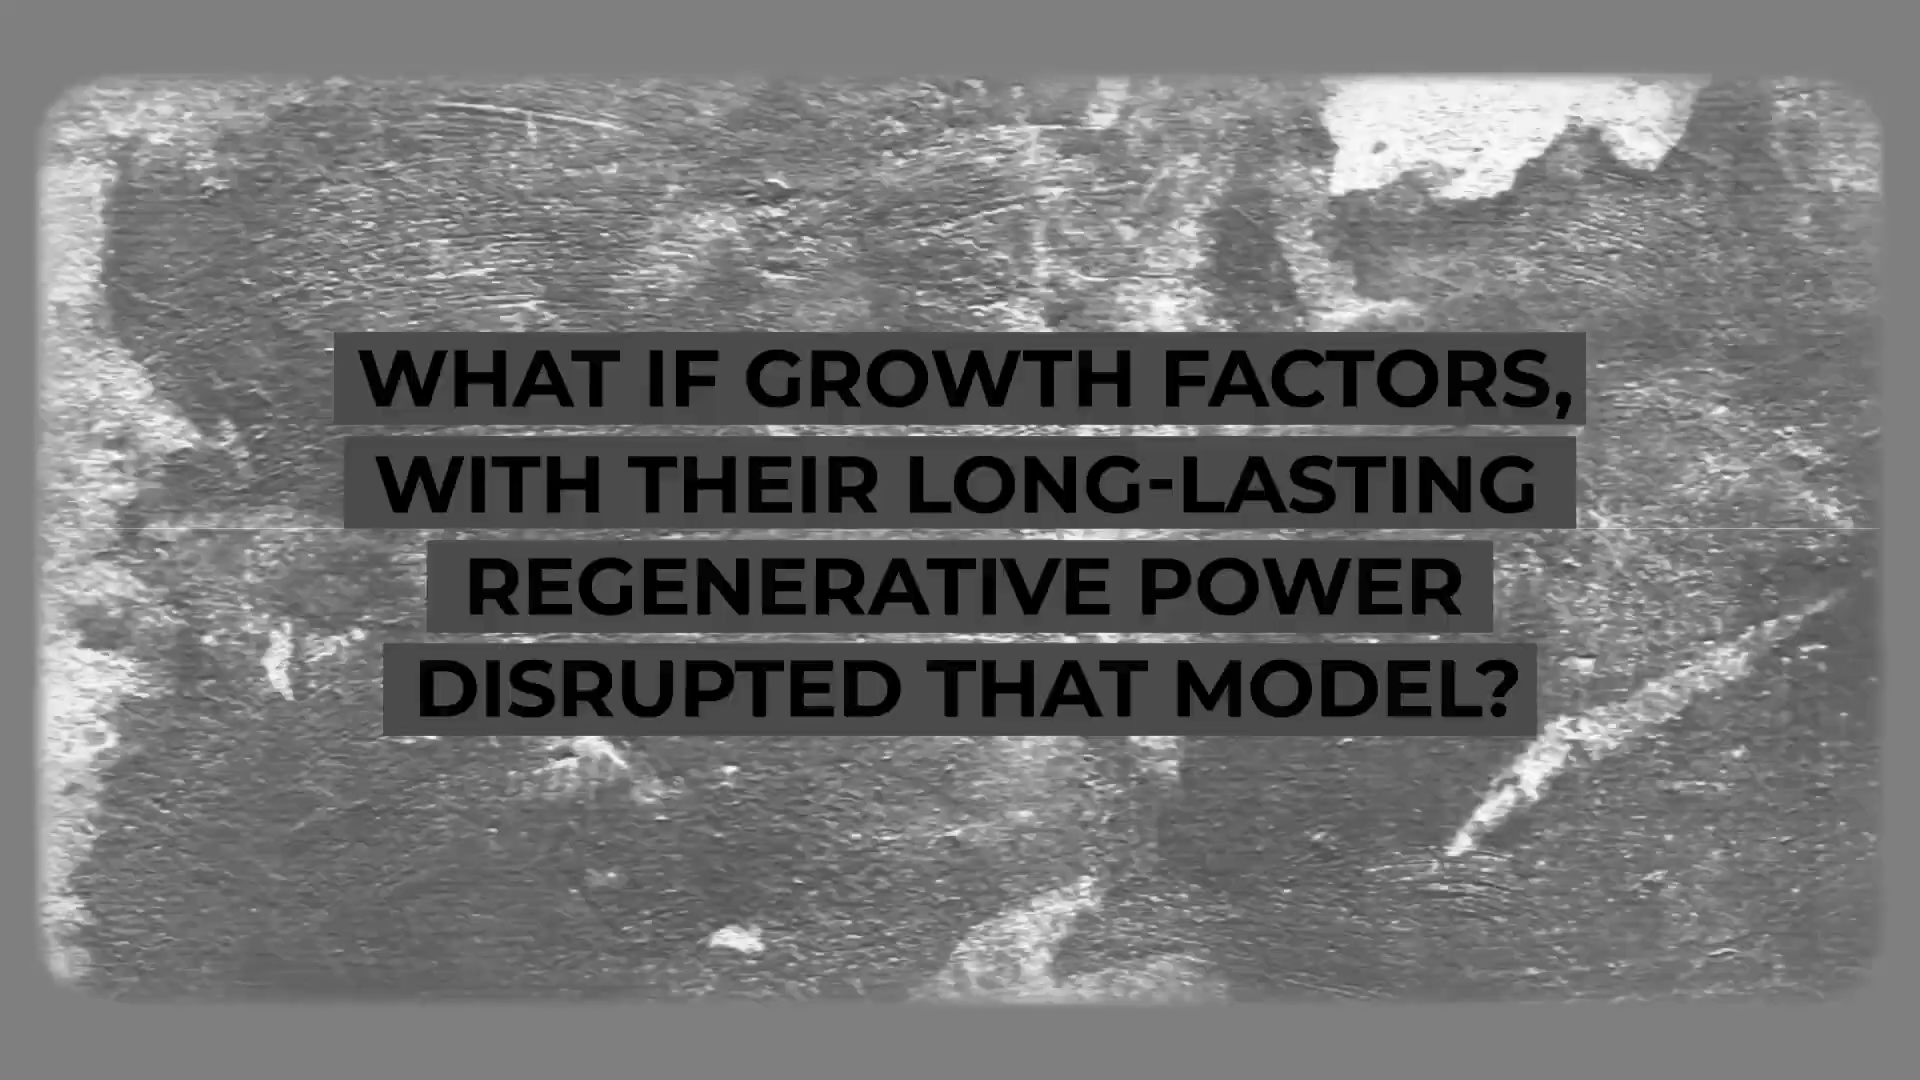 WHAT IF GROWTH FACTORS,
WITH THEIR LONG-LASTING
REGENERATIVE POWER
DISRUPTED THAT MODEL?